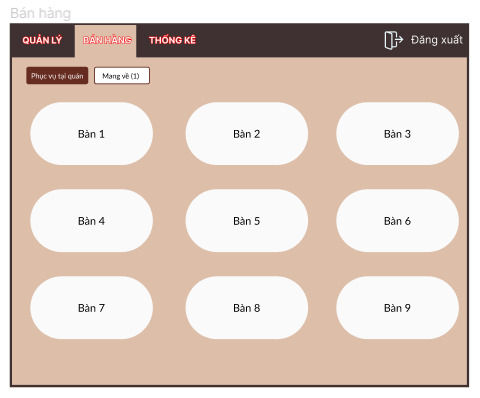 Bán hàng
QUẢN LÝ BÁN HÀNG THỐNG KÊ Đăng xuất
Phục vụ tại quán Mang về (1)
Bàn 1 Bàn 2 Bàn 3
Bàn 4 Bàn 5 Bàn 6
Bàn 7 Bàn 8 Bàn 9